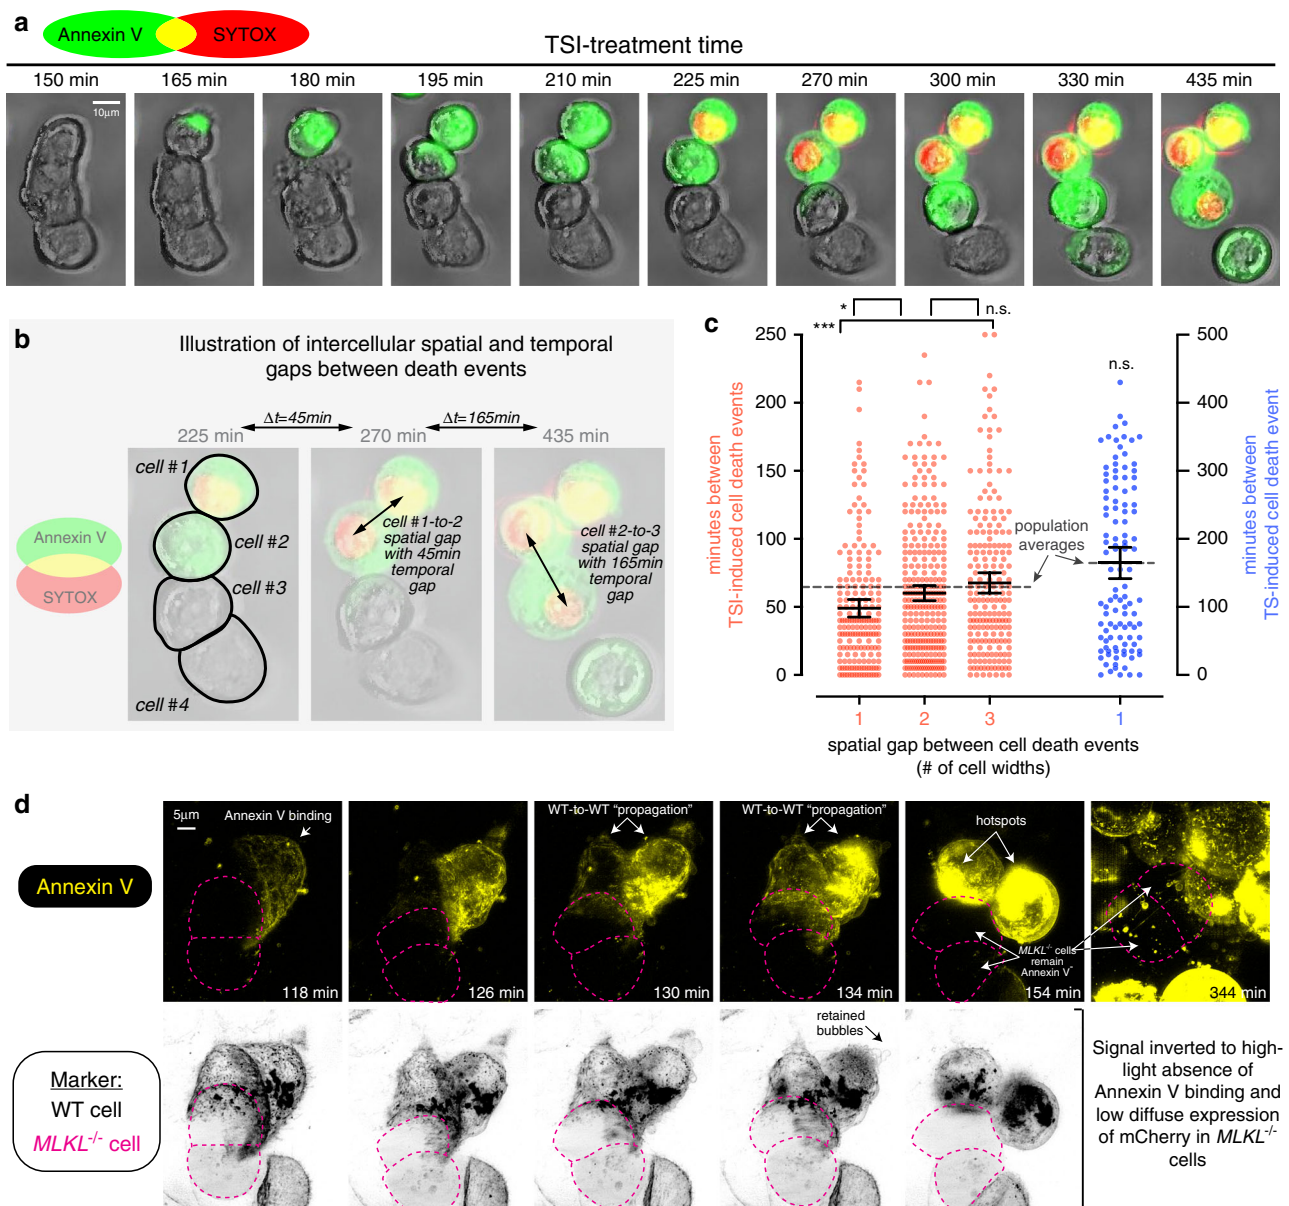 a
Annexin V
SYTOX
TSI-treatment time
150 min
165 min
180 min
195 min
210 min
225 min
270 min
300 min
330 min
435 min
10µm
b
Illustration of intercellular spatial and temporal
gaps between death events
Δt=45min
Δt=165min
225 min
270 min
435 min
cell #1
cell #2
cell #3
cell #4
Annexin V
SYTOX
cell #1-to-2
spatial gap
with 45min
temporal
gap
cell #2-to-3
spatial gap
with 165min
temporal
gap
c
*
n.s.
***
n.s.
250
200
150
100
50
0
minutes between
TSI-induced cell death events
population
averages
500
400
300
200
100
0
minutes between
TS-induced cell death event
1
2
3
1
spatial gap between cell death events
(# of cell widths)
d
Annexin V
5µm
Annexin V binding
118 min
126 min
WT-to-WT “propagation”
130 min
WT-to-WT “propagation”
134 min
hotspots
MLKL-/- cells
remain
Annexin V-
154 min
344 min
Marker:
WT cell
MLKL-/- cell
retained
bubbles
Signal inverted to high-
light absence of
Annexin V binding and
low diffuse expression
of mCherry in MLKL-/-
cells